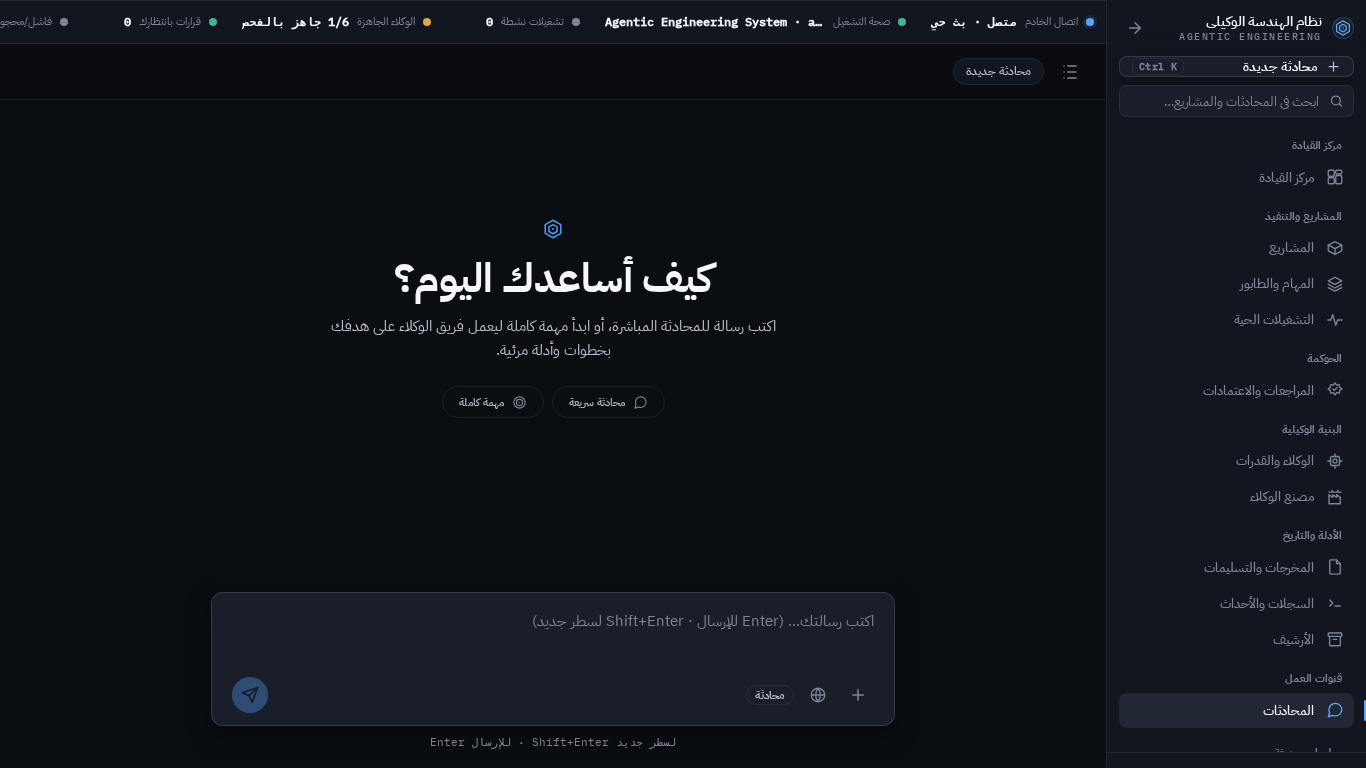 نظام الهندسة الوكيلي
AGENTIC ENGINEERING
محادثة جديدة
Ctrl K
ابحث في المحادثات والمشاريع...
مركز القيادة
مركز القيادة
المشاريع والتنفيذ
المشاريع
المهام والطابور
التشغيلات الحية
الحوكمة
المراجعات والاعتمادات
البنية الوكيلية
الوكلاء والقدرات
مصنع الوكلاء
الأدلة والتاريخ
المخرجات والتسليمات
السجلات والأحداث
الأرشيف
قنوات العمل
المحادثات
اتصال الخادم متصل · بث حي
صحة التشغيل Agentic Engineering System · a…
الوكلاء الجاهزة 1/6 جاهز بالفحص
تشغيلات نشطة 0
قرارات بانتظارك 0
محادثة جديدة
كيف أساعدك اليوم؟
اكتب رسالة للمحادثة المباشرة، أو ابدأ مهمة كاملة ليعمل فريق الوكلاء على هدفك
بخطوات وأدلة مرئية.
محادثة سريعة
مهمة كاملة
اكتب رسالتك... (Enter للإرسال · Shift+Enter لسطر جديد)
محادثة
Enter للإرسال · Shift+Enter لسطر جديد